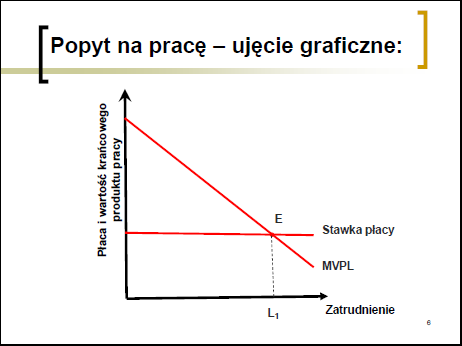 Popyt na pracę – ujęcie graficzne:
Płaca i wartość krańcowego
produktu pracy
E
Stawka płacy
MVPL
L1
Zatrudnienie
6